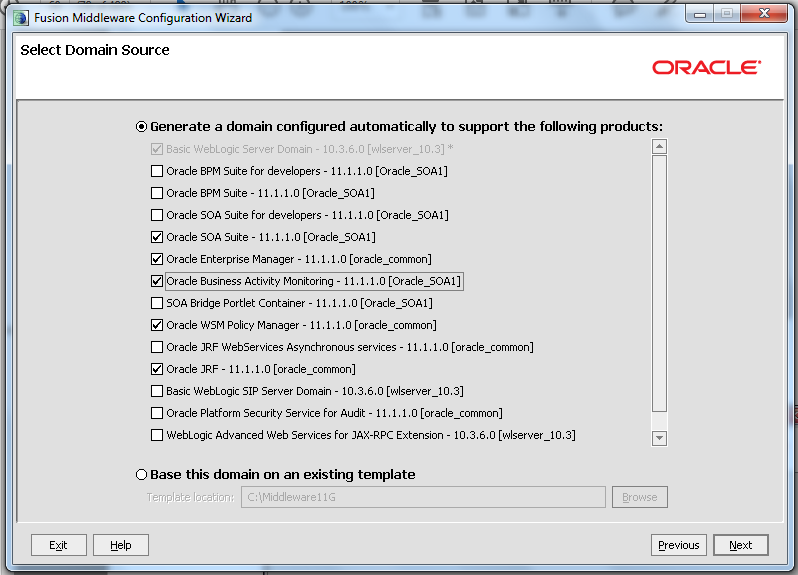 Fusion Middleware Configuration Wizard
Select Domain Source
ORACLE
Generate a domain configured automatically to support the following products:
Basic WebLogic Server Domain - 10.3.6.0 [wlserver_10.3] *
Oracle BPM Suite for developers - 11.1.1.0 [Oracle_SOA1]
Oracle BPM Suite - 11.1.1.0 [Oracle_SOA1]
Oracle SOA Suite for developers - 11.1.1.0 [Oracle_SOA1]
Oracle SOA Suite - 11.1.1.0 [Oracle_SOA1]
Oracle Enterprise Manager - 11.1.1.0 [oracle_common]
Oracle Business Activity Monitoring - 11.1.1.0 [Oracle_SOA1]
SOA Bridge Portlet Container - 11.1.1.0 [Oracle_SOA1]
Oracle WSM Policy Manager - 11.1.1.0 [oracle_common]
Oracle JRF WebServices Asynchronous services - 11.1.1.0 [oracle_common]
Oracle JRF - 11.1.1.0 [oracle_common]
Basic WebLogic SIP Server Domain - 10.3.6.0 [wlserver_10.3]
Oracle Platform Security Service for Audit - 11.1.1.0 [oracle_common]
WebLogic Advanced Web Services for JAX-RPC Extension - 10.3.6.0 [wlserver_10.3]
Base this domain on an existing template
Template location: C:\Middleware11G Browse
Exit Help Previous Next